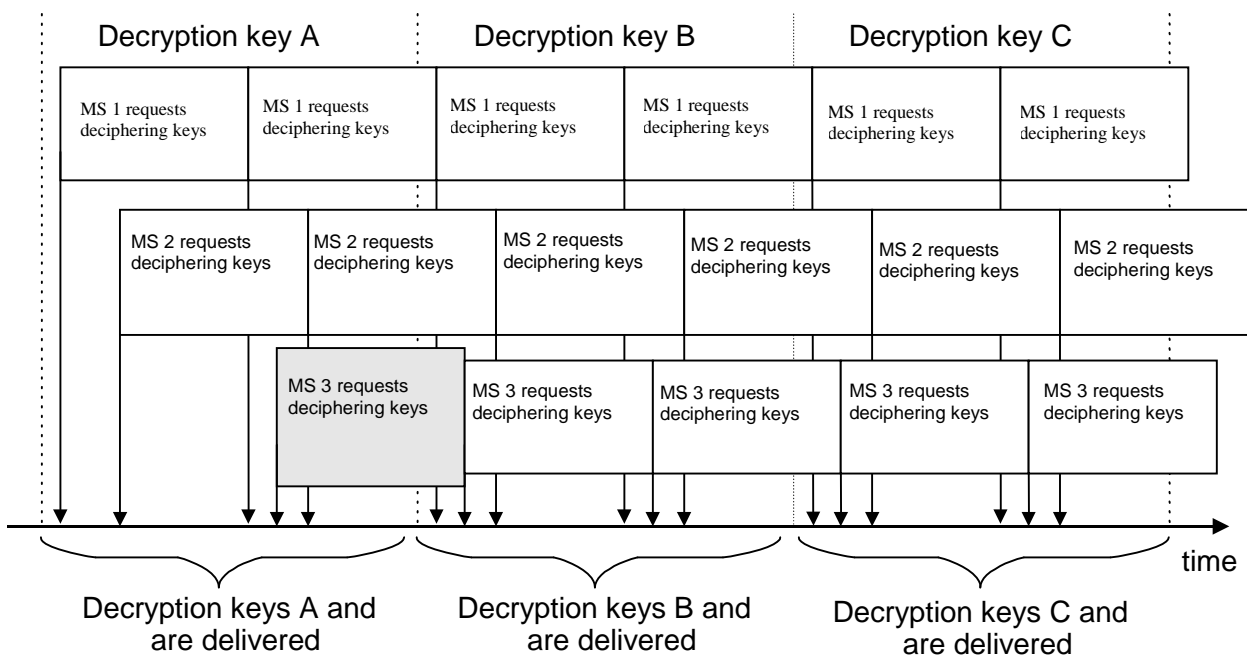 Decryption key A
Decryption key B
Decryption key C
MS 1 requests
deciphering keys
MS 1 requests
deciphering keys
MS 1 requests
deciphering keys
MS 1 requests
deciphering keys
MS 1 requests
deciphering keys
MS 1 requests
deciphering keys
MS 2 requests
deciphering keys
MS 2 requests
deciphering keys
MS 2 requests
deciphering keys
MS 2 requests
deciphering keys
MS 2 requests
deciphering keys
MS 2 requests
deciphering keys
MS 3 requests
deciphering keys
MS 3 requests
deciphering keys
MS 3 requests
deciphering keys
MS 3 requests
deciphering keys
MS 3 requests
deciphering keys
time
Decryption keys A and
are delivered
Decryption keys B and
are delivered
Decryption keys C and
are delivered